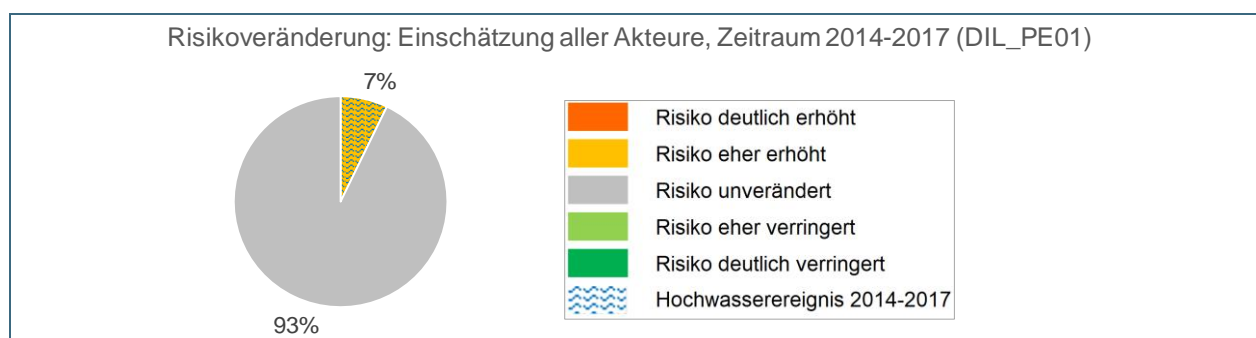 Risikoveränderung: Einschätzung aller Akteure, Zeitraum 2014-2017 (DIL_PE01)
7%
93%
Risiko deutlich erhöht
Risiko eher erhöht
Risiko unverändert
Risiko eher verringert
Risiko deutlich verringert
Hochwasserereignis 2014-2017